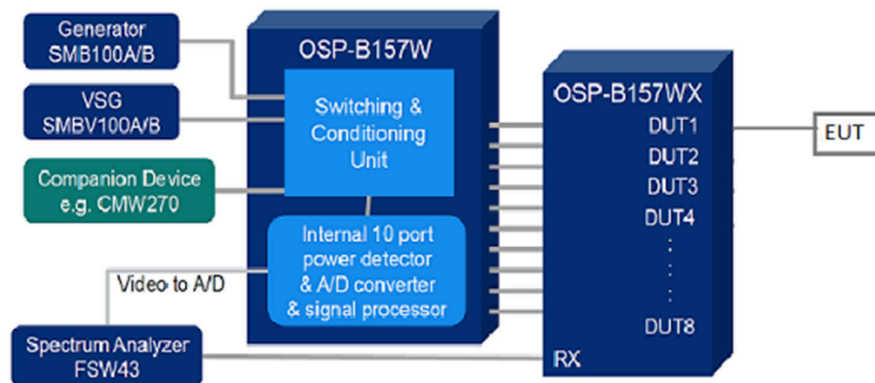 Generator
SMB100A/B
VSG
SMBV100A/B
Companion Device
e.g. CMW270
Video to A/D
Spectrum Analyzer
FSW43
OSP-B157W
Switching &
Conditioning
Unit
Internal 10 port
power detector
& A/D converter
& signal processor
OSP-B157WX
DUT1
DUT2
DUT3
DUT4
:
:
:
DUT8
RX
EUT